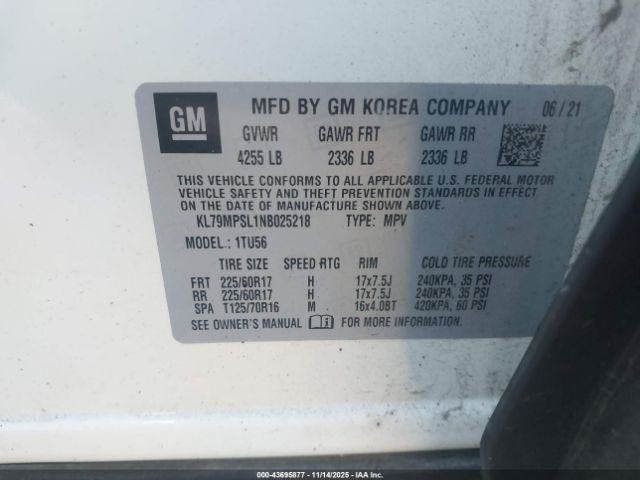 GM
MFD BY GM KOREA COMPANY 06/21
GVWR GAWR FRT GAWR RR
4255 LB 2336 LB 2336 LB
THIS VEHICLE CONFORMS TO ALL APPLICABLE U.S. FEDERAL MOTOR
VEHICLE SAFETY AND THEFT PREVENTION STANDARDS IN EFFECT
ON THE DATE OF MANUFACTURE SHOWN ABOVE.
KL79MPSL1NB025218 TYPE: MPV
MODEL: 1TU56
TIRE SIZE SPEED RTG RIM COLD TIRE PRESSURE
FRT 225/60R17 H 17x7.5J 240KPA, 35 PSI
RR 225/60R17 H 17x7.5J 240KPA, 35 PSI
SPA T125/70R16 M 16x4.0BT 420KPA, 60 PSI
SEE OWNER'S MANUAL FOR MORE INFORMATION.
000-43695877 - 11/14/2025 - IAAI.COM